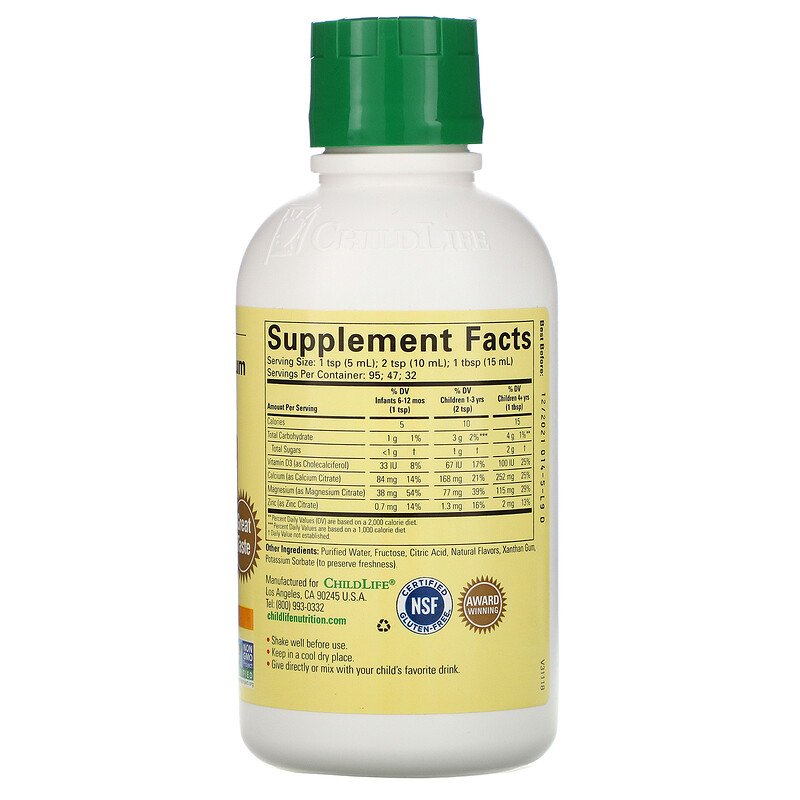 CHILDLIFE
Supplement Facts
Serving Size: 1 tsp (5 mL); 2 tsp (10 mL); 1 tbsp (15 mL)
Servings Per Container: 95; 47; 32
Amount Per Serving % DV Infants 6-12 mos (1 tsp) % DV Children 1-3 yrs (2 tsp) % DV Children 4+ yrs (1 tbsp)
Calories 5 10 15
Total Carbohydrate 1 g 1% 3 g 2%*** 4 g 1%**
Total Sugars <1 g † 1 g † 2 g †
Vitamin D3 (as Cholecalciferol) 33 IU 8% 67 IU 17% 100 IU 25%
Calcium (as Calcium Citrate) 84 mg 14% 168 mg 21% 252 mg 25%
Magnesium (as Magnesium Citrate) 38 mg 54% 77 mg 39% 115 mg 29%
Zinc (as Zinc Citrate) 0.7 mg 14% 1.3 mg 16% 2 mg 13%
**Percent Daily Values (DV) are based on a 2,000 calorie diet.
***Percent Daily Values are based on a 1,000 calorie diet
† Daily Value not established.
Other Ingredients: Purified Water, Fructose, Citric Acid, Natural Flavors, Xanthan Gum,
Potassium Sorbate (to preserve freshness).
Manufactured for CHILDLIFE®
Los Angeles, CA 90245 U.S.A.
Tel: (800) 993-0332
childlifenutrition.com
CERTIFIED
NSF
GLUTEN-FREE
AWARD
WINNING
• Shake well before use.
• Keep in a cool dry place.
• Give directly or mix with your child's favorite drink.
Best Before: 12/2021 014-5-L9 D
V31118
um
Great
Taste
NON
GMO